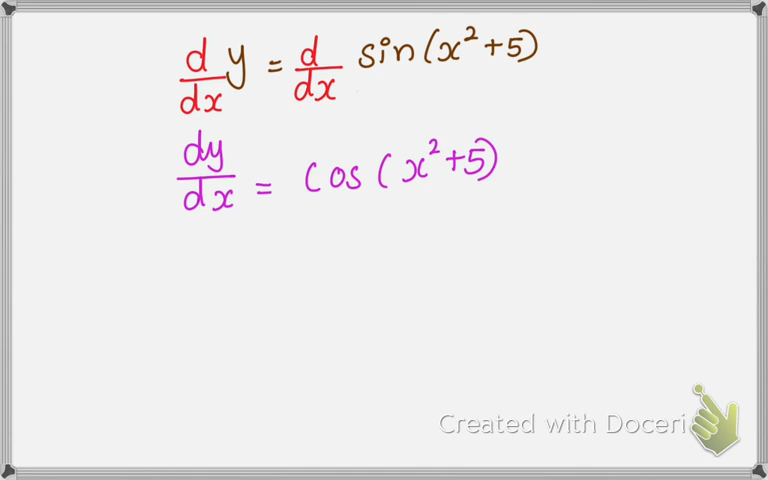 d/dx y = d/dx sin(x²+5)
dy/dx = cos(x²+5)
Created with Doceri